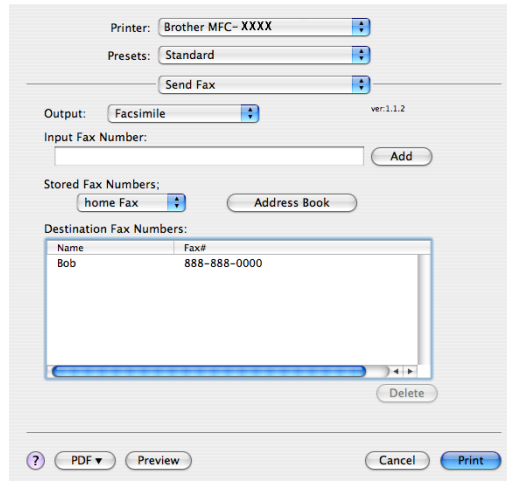 Printer: Brother MFC-XXXX
Presets: Standard
Send Fax
Output: Facsimile ver:1.1.2
Input Fax Number:
Add
Stored Fax Numbers;
home Fax Address Book
Destination Fax Numbers:
Name Fax#
Bob 888-888-0000
Delete
? PDF▼ Preview Cancel Print